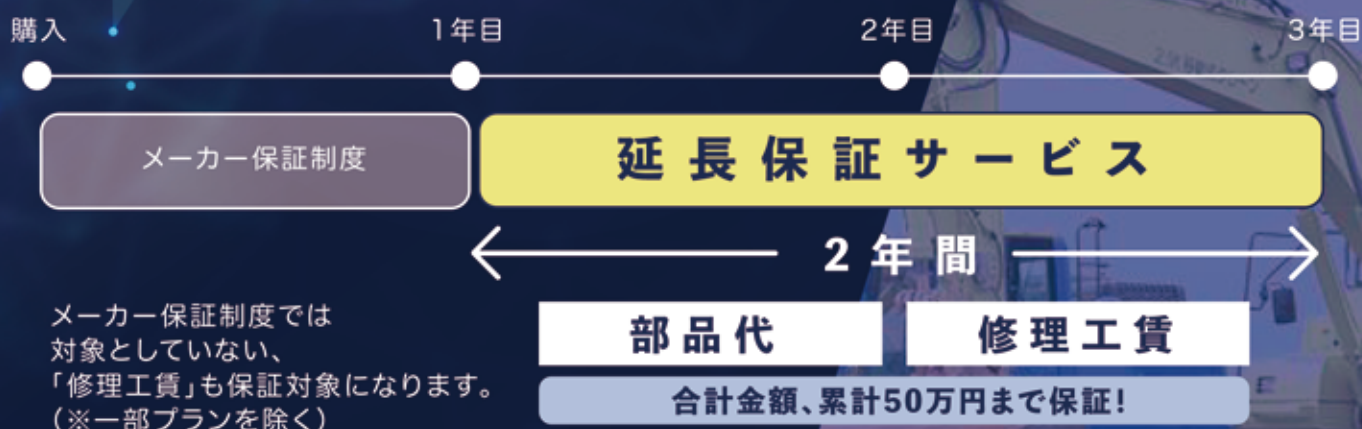 購入
1年目
2年目
3年目
メーカー保証制度
延長保証サービス
2年間
メーカー保証制度では
対象としていない、
「修理工賃」も保証対象になります。
(※一部プランを除く)
部品代
修理工賃
合計金額、累計50万円まで保証!